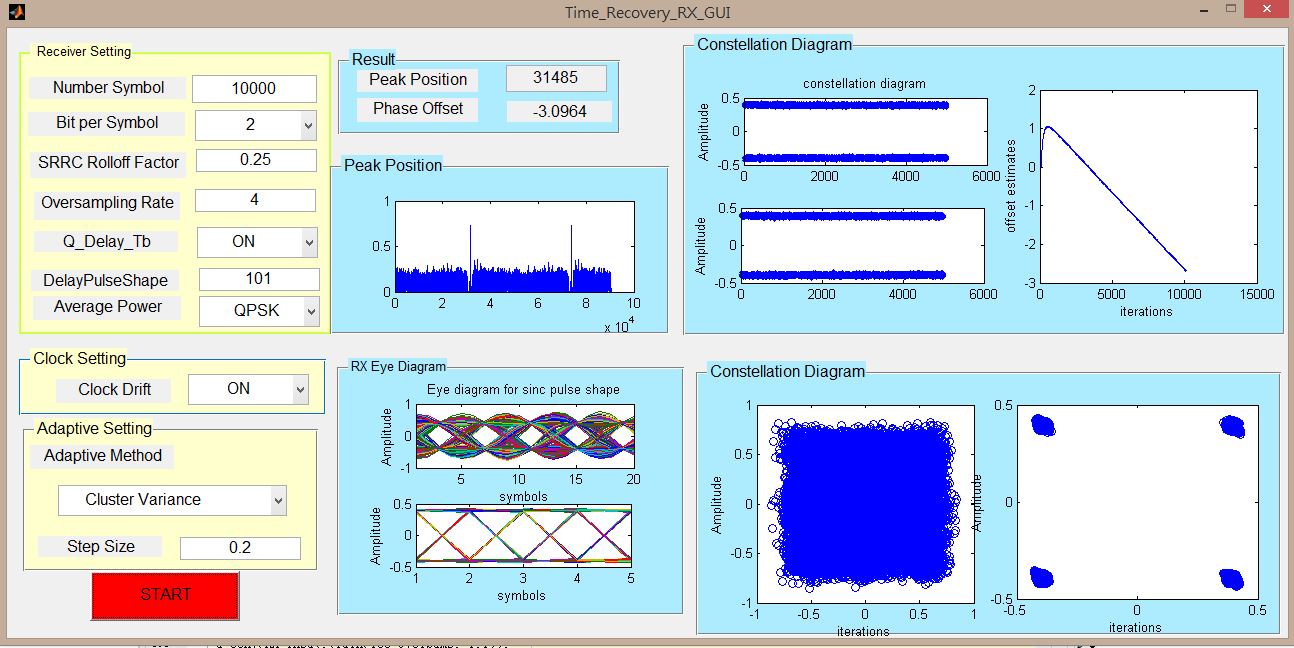 Time_Recovery_RX_GUI
Receiver Setting
Number Symbol 10000
Bit per Symbol 2
SRRC Rolloff Factor 0.25
Oversampling Rate 4
Q_Delay_Tb ON
DelayPulseShape 101
Average Power QPSK
Clock Setting
Clock Drift ON
Adaptive Setting
Adaptive Method
Cluster Variance
Step Size 0.2
START
Result
Peak Position 31485
Phase Offset -3.0964
Peak Position
1
0.5
0
0 2 4 6 8 10
x 10^4
RX Eye Diagram
Eye diagram for sinc pulse shape
Amplitude
1
0
-1
5 10 15 20
symbols
Amplitude
0.5
0
-0.5
1 2 3 4 5
symbols
Constellation Diagram
constellation diagram
Amplitude
0.5
0
-0.5
0 2000 4000 6000
Amplitude
0.5
0
-0.5
0 2000 4000 6000
offset estimates
2
1
0
-1
-2
-3
0 5000 10000 15000
iterations
Constellation Diagram
Amplitude
1
0.5
0
-0.5
-1
-1 -0.5 0 0.5 1
iterations
Amplitude
0.5
0
-0.5
-0.5 0 0.5
iterations